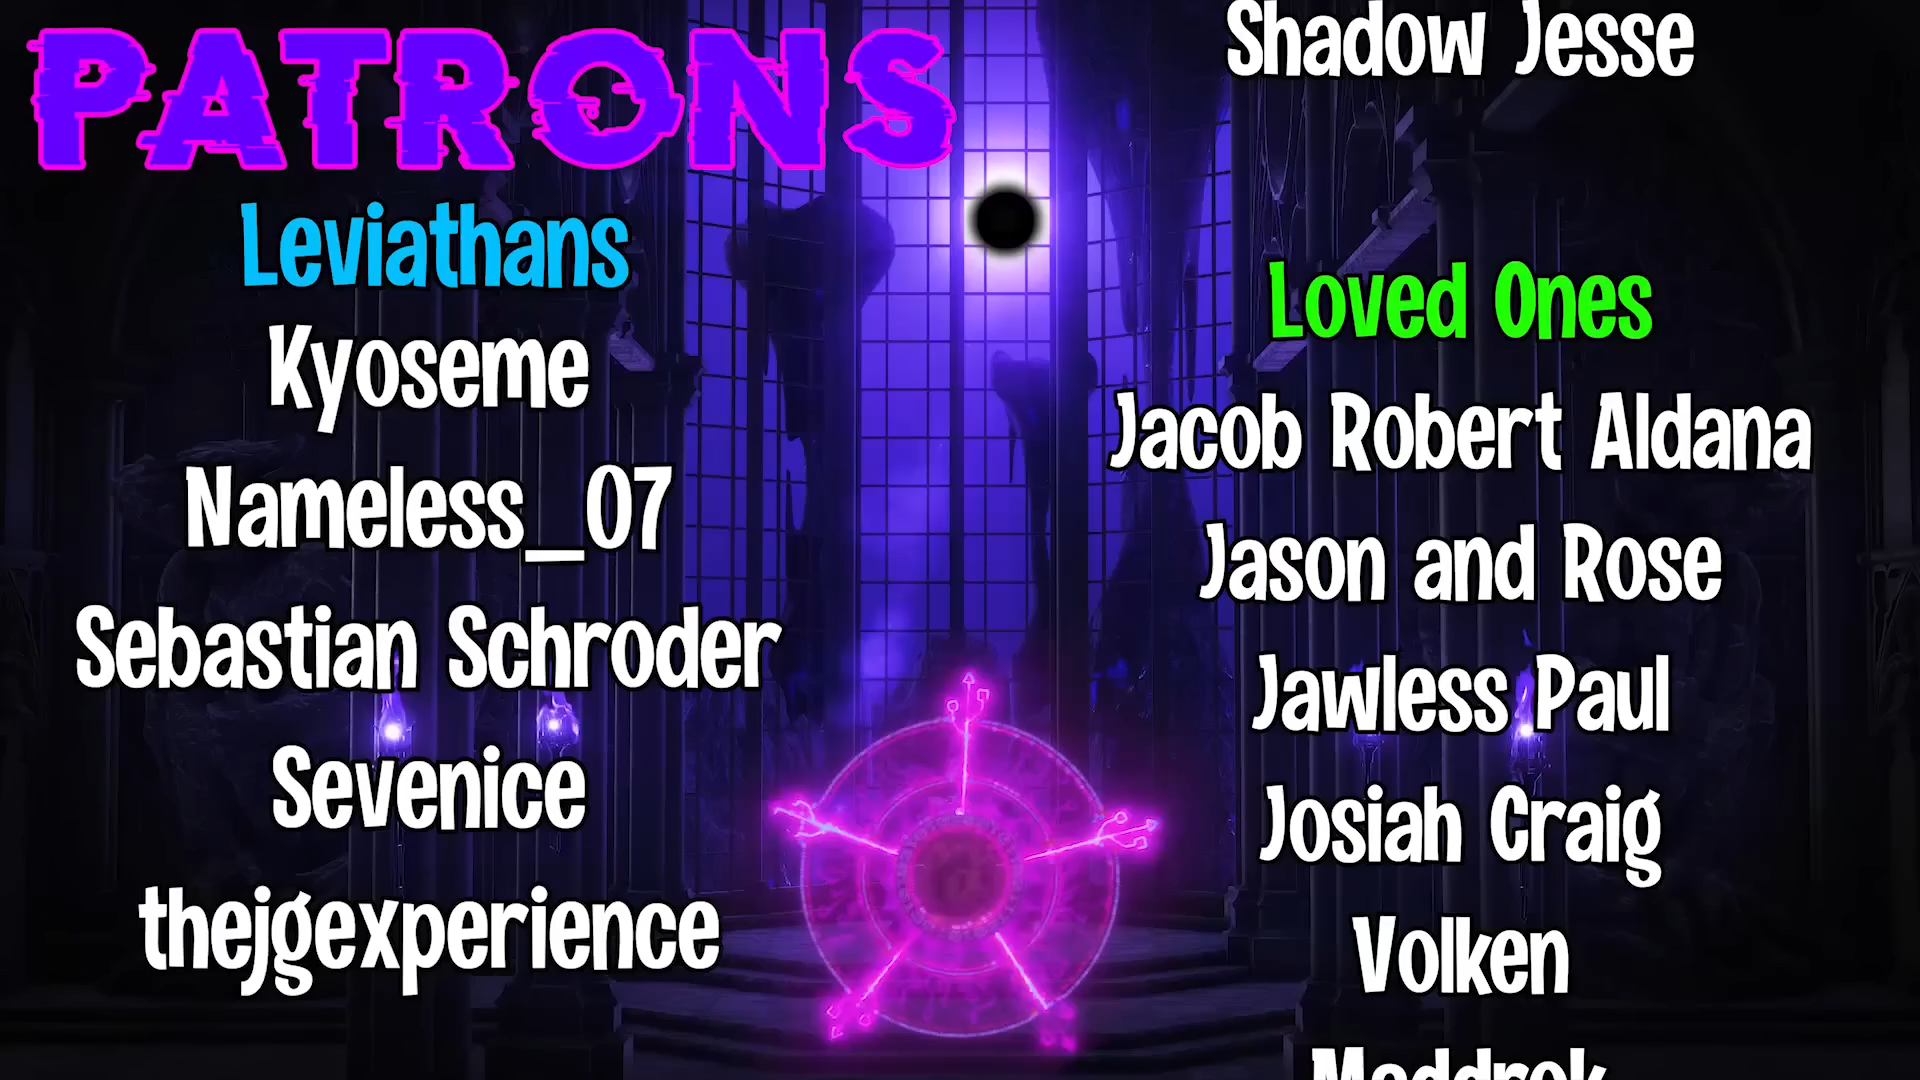 PATRONS
Leviathans
Kyoseme
Nameless_07
Sebastian Schroder
Sevenice
thejgexperience
Shadow Jesse
Loved Ones
Jacob Robert Aldana
Jason and Rose
Jawless Paul
Josiah Craig
Volken